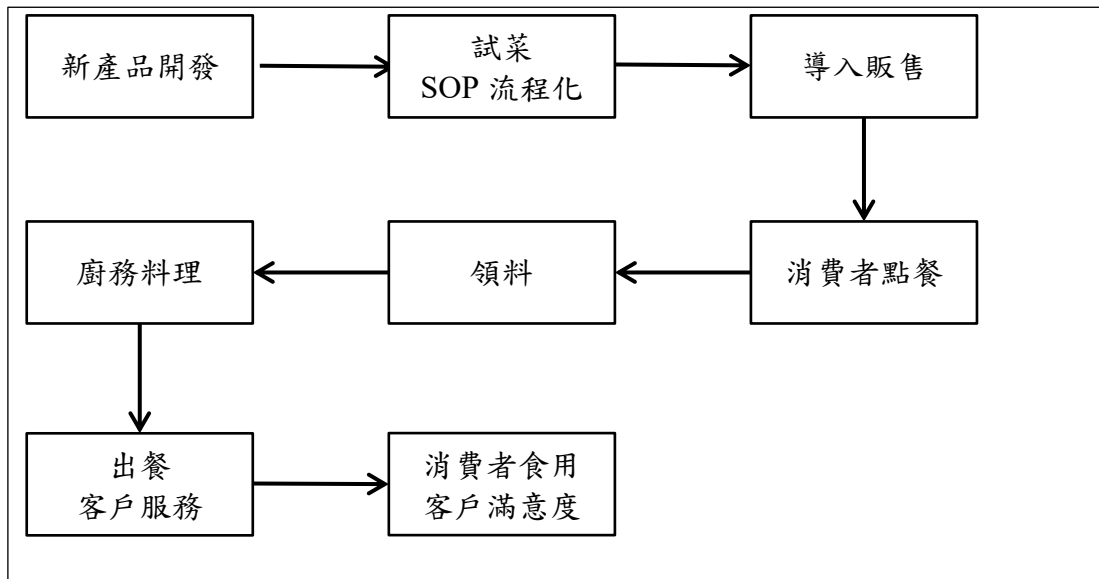 新產品開發
試菜
SOP 流程化
導入販售
消費者點餐
領料
廚務料理
出餐
客戶服務
消費者食用
客戶滿意度